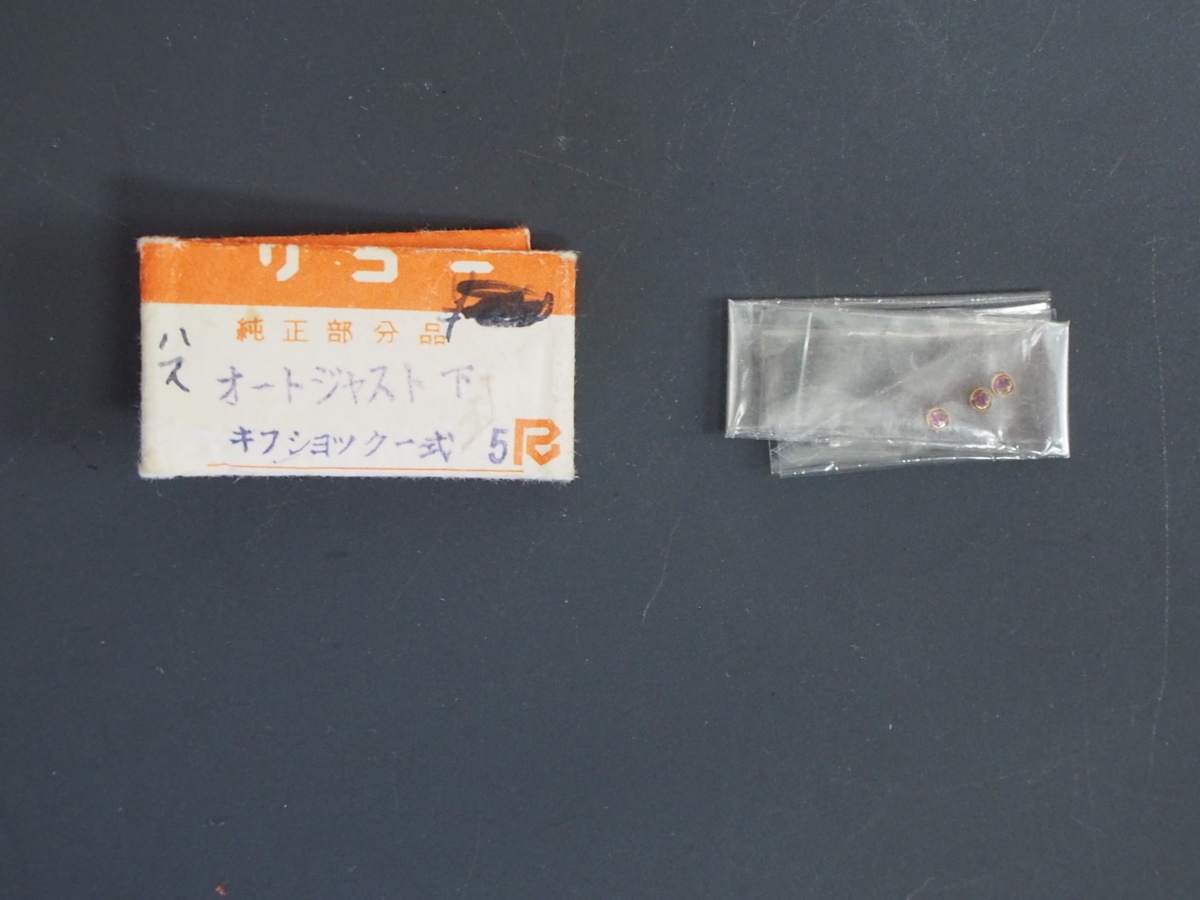 リコー
純正部分品
ハス
オートジャスト 下
キフショック一式 5